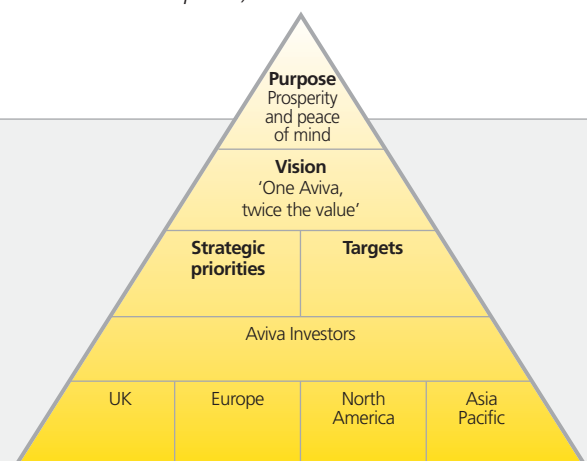 Purpose
Prosperity
and peace
of mind
Vision
'One Aviva,
twice the value'
Strategic
priorities
Targets
Aviva Investors
UK
Europe
North
America
Asia
Pacific